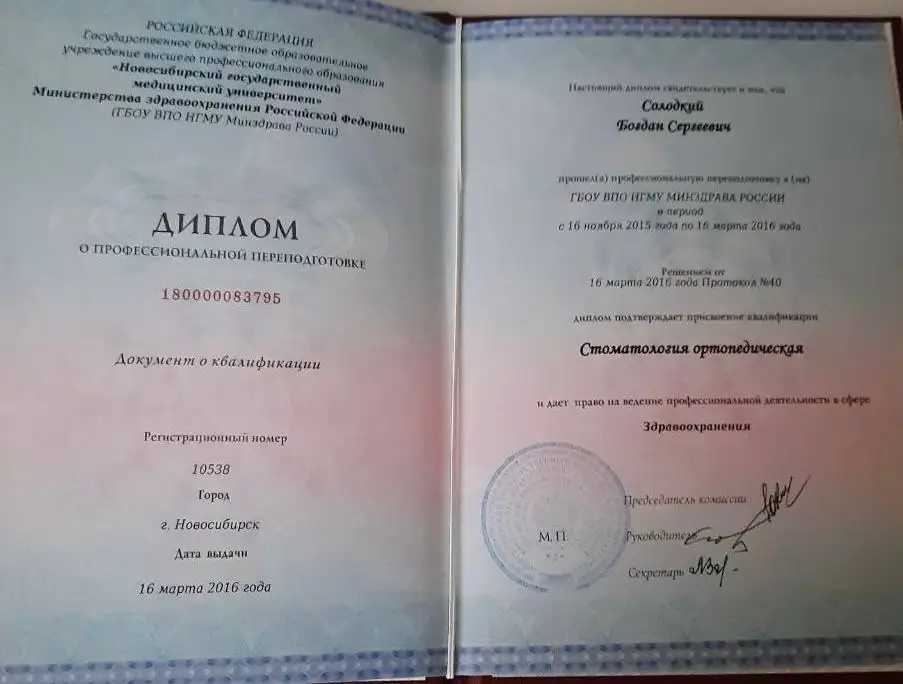 РОССИЙСКАЯ ФЕДЕРАЦИЯ
Государственное бюджетное образовательное
учреждение высшего профессионального образования
«Новосибирский государственный
медицинский университет»
Министерства здравоохранения Российской Федерации
(ГБОУ ВПО НГМУ Минздрава России)
ДИПЛОМ
О ПРОФЕССИОНАЛЬНОЙ ПЕРЕПОДГОТОВКЕ
180000083795
Документ о квалификации
Регистрационный номер
10538
Город
г. Новосибирск
Дата выдачи
16 марта 2016 года
Настоящий диплом свидетельствует о том, что
Солодкий
Богдан Сергеевич
прошел(а) профессиональную переподготовку в (на)
ГБОУ ВПО НГМУ МИНЗДРАВА РОССИИ
в период
с 16 ноября 2015 года по 16 марта 2016 года
Решением от
16 марта 2016 года Протокол №40
диплом подтверждает присвоение квалификации
Стоматология ортопедическая
и дает право на ведение профессиональной деятельности в сфере
Здравоохранения
Председатель комиссии
М.П.
Руководитель
Секретарь